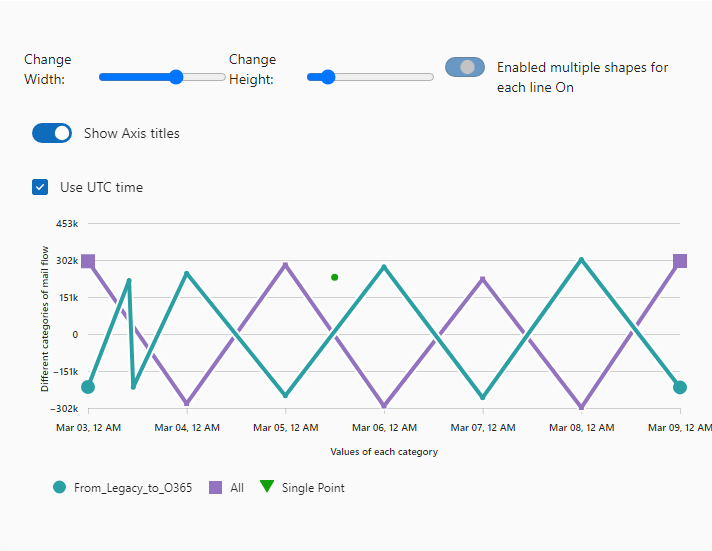 Change Width:
Change Height:
Enabled multiple shapes for
each line On
Show Axis titles
Use UTC time
453k
302k
151k
0
−151k
−302k
Different categories of mail flow
Mar 03, 12 AM
Mar 04, 12 AM
Mar 05, 12 AM
Mar 06, 12 AM
Mar 07, 12 AM
Mar 08, 12 AM
Mar 09, 12 AM
Values of each category
From_Legacy_to_O365
All
Single Point